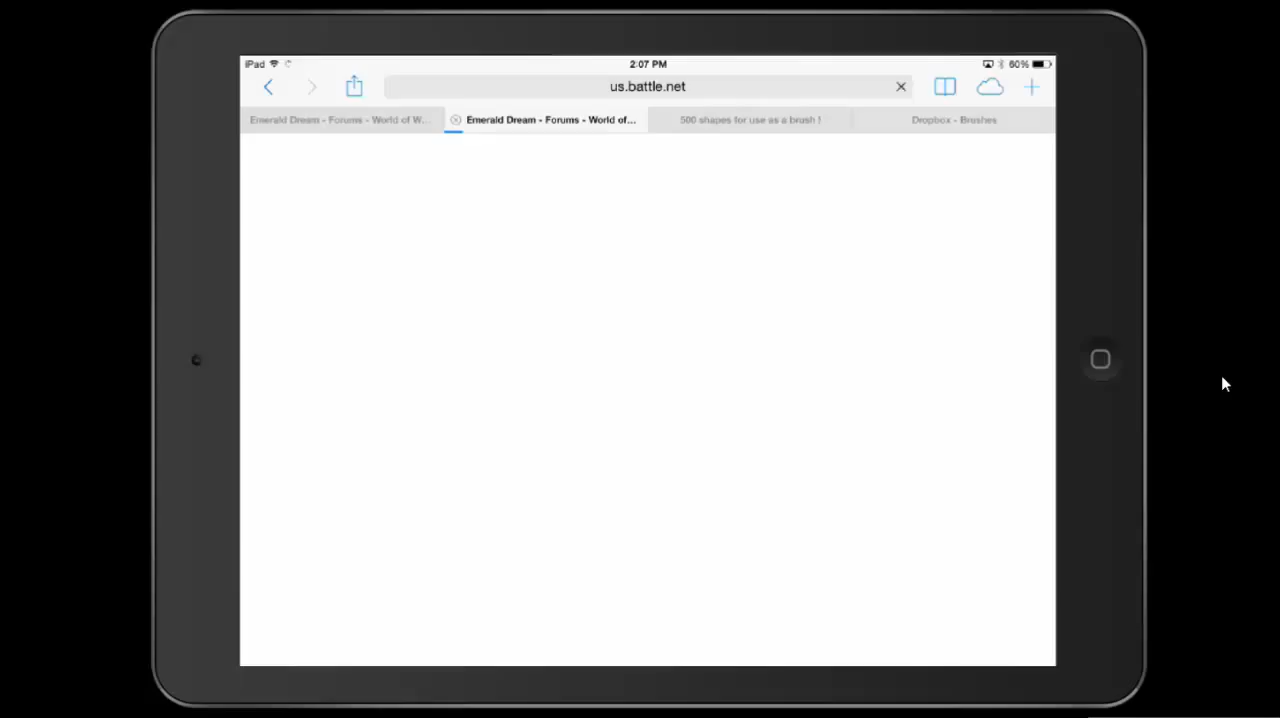 iPad 2:07 PM 60%
us.battle.net
Emerald Dream - Forums - World of W... Emerald Dream - Forums - World of... 500 shapes for use as a brush ! Dropbox - Brushes